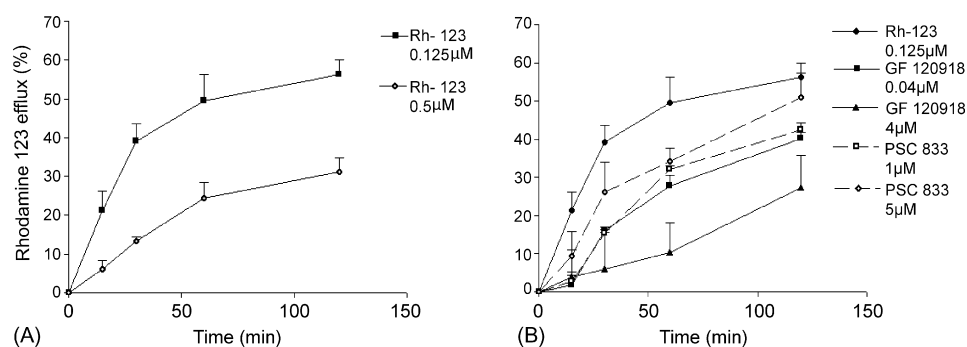 70
60
50
40
30
20
10
0
Rhodamine 123 efflux (%)
0
50
100
150
Time (min)
(A)
Rh- 123
0.125µM
Rh- 123
0.5µM
70
60
50
40
30
20
10
0
0
50
100
150
Time (min)
(B)
Rh-123
0.125µM
GF 120918
0.04µM
GF 120918
4µM
PSC 833
1µM
PSC 833
5µM